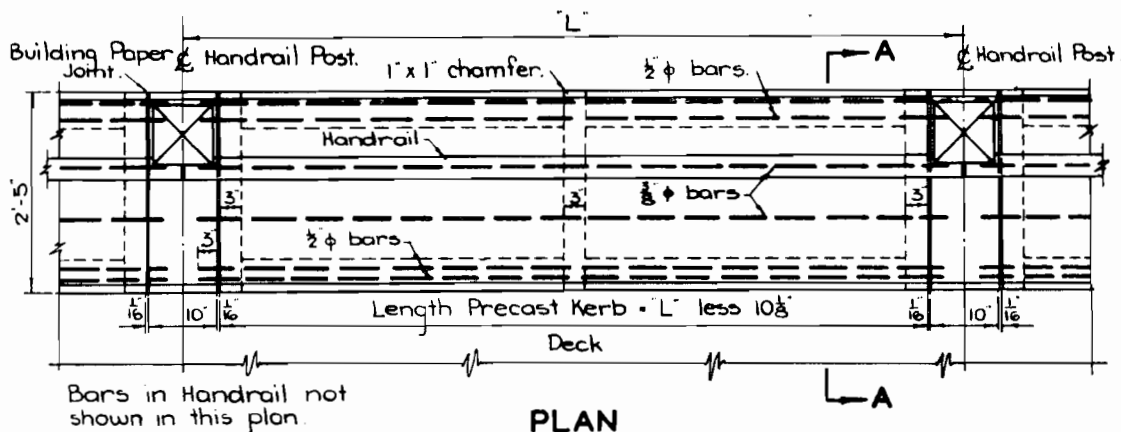 "L"
A
Building Paper
Joint.
℄ Handrail Post.
℄ Handrail Post.
1" x 1" chamfer.
½" ϕ bars.
Handrail
2'-5"
3"
3"
3"
⅜" ϕ bars
3"
½" ϕ bars
1/16"
10"
1/16"
Length Precast Kerb = "L" less 10⅛"
1/16"
10"
1/16"
Deck
Bars in Handrail not
shown in this plan.
A
PLAN